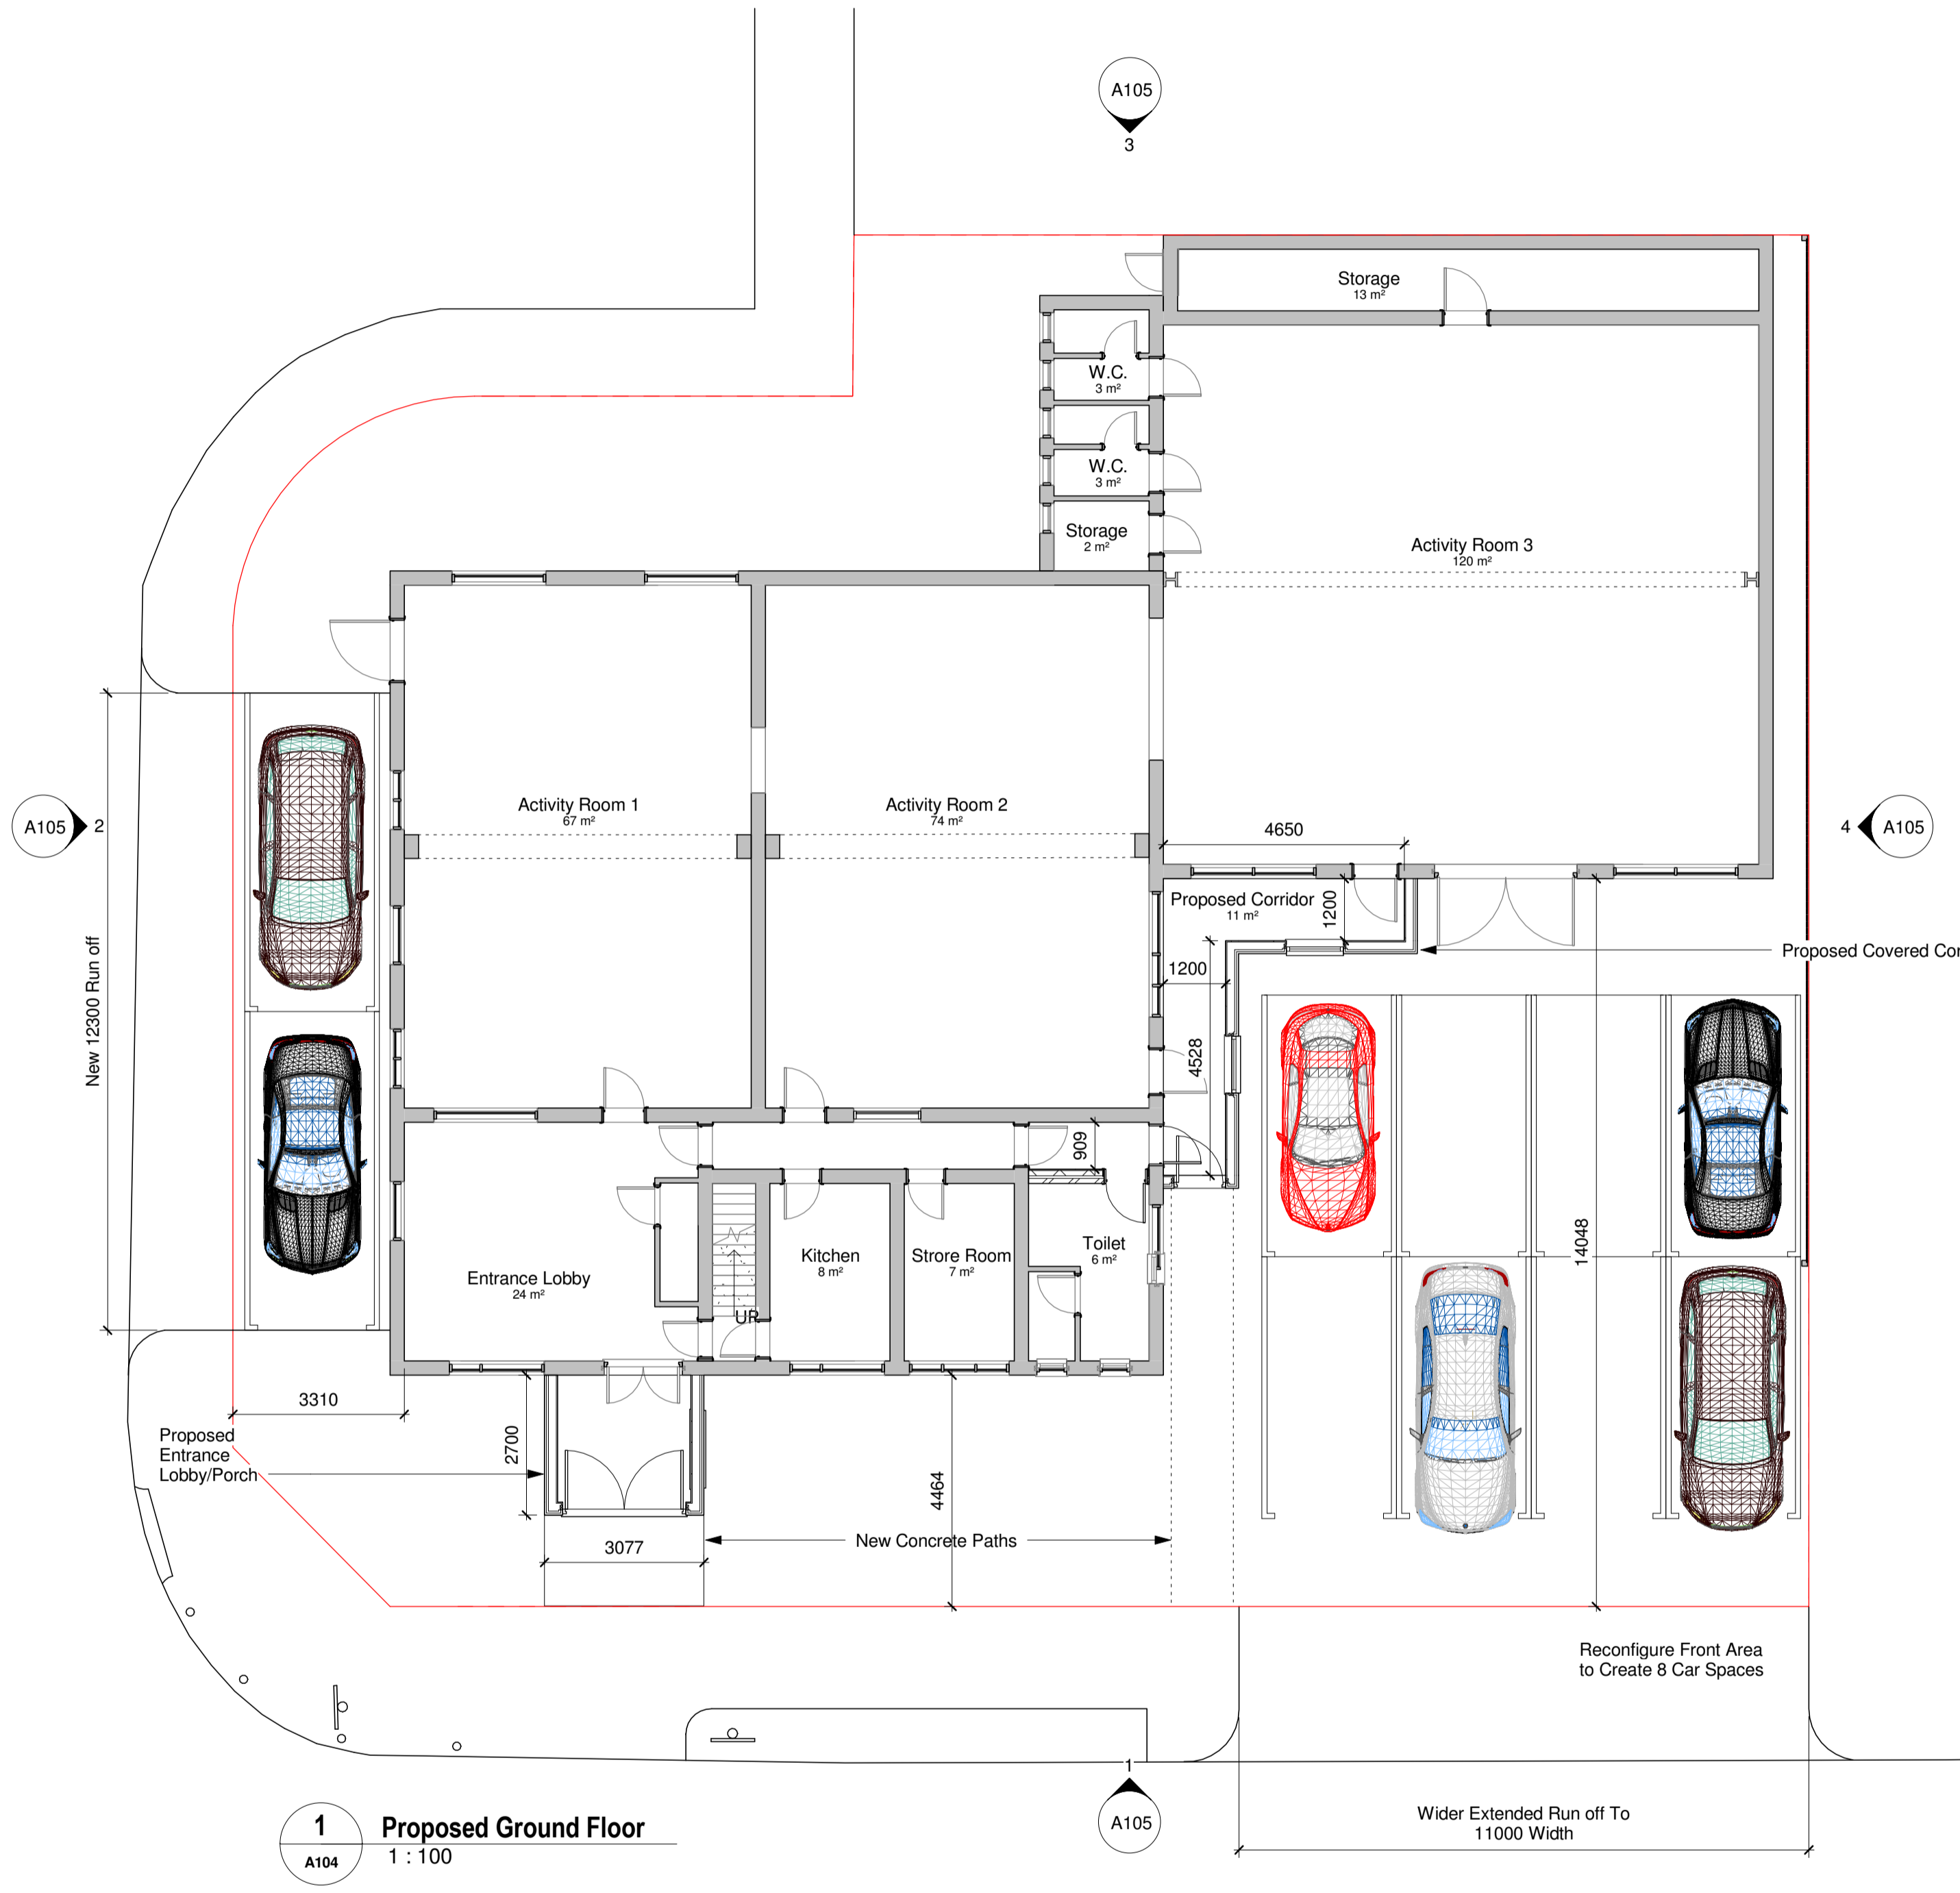 A105
3
Storage
13 m²
W.C.
3 m²
W.C.
3 m²
Storage
2 m²
Activity Room 3
120 m²
Activity Room 1
67 m²
Activity Room 2
74 m²
A105
2
4
A105
4650
Proposed Corridor
11 m²
1200
Proposed Covered Cor
1200
New 12300 Run off
4528
909
14048
Kitchen
8 m²
Strore Room
7 m²
Toilet
6 m²
Entrance Lobby
24 m²
UP
3310
Proposed
Entrance
Lobby/Porch
2700
4464
New Concrete Paths
3077
Reconfigure Front Area
to Create 8 Car Spaces
1
A105
Wider Extended Run off To
11000 Width
1
A104
Proposed Ground Floor
1 : 100